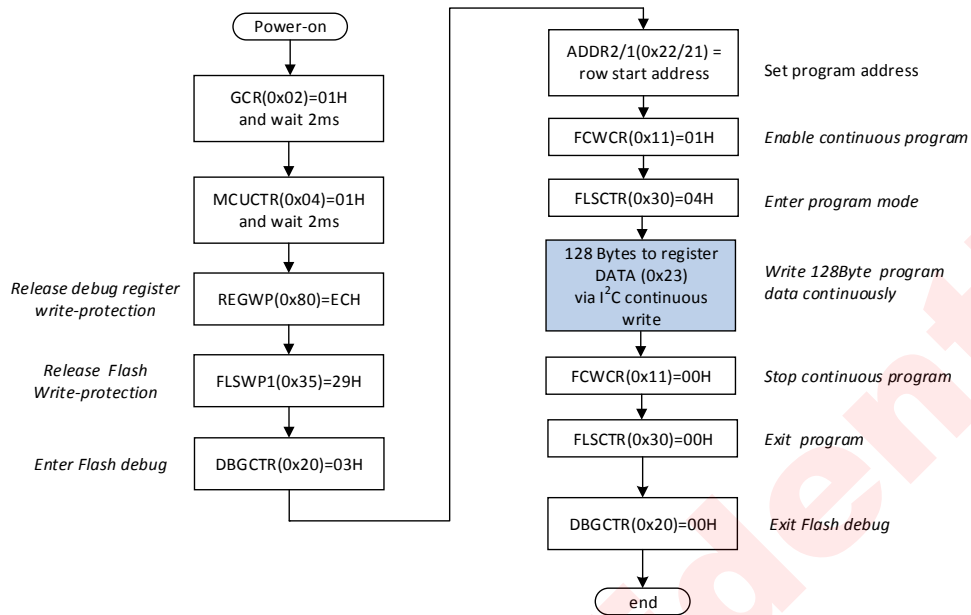 Power-on
GCR(0x02)=01H
and wait 2ms
MCUCTR(0x04)=01H
and wait 2ms
Release debug register
write-protection
REGWP(0x80)=ECH
Release Flash
Write-protection
FLSWP1(0x35)=29H
Enter Flash debug
DBGCTR(0x20)=03H
ADDR2/1(0x22/21) =
row start address
Set program address
FCWCR(0x11)=01H
Enable continuous program
FLSCTR(0x30)=04H
Enter program mode
128 Bytes to register
DATA (0x23)
via I²C continuous
write
Write 128Byte program
data continuously
FCWCR(0x11)=00H
Stop continuous program
FLSCTR(0x30)=00H
Exit program
DBGCTR(0x20)=00H
Exit Flash debug
end